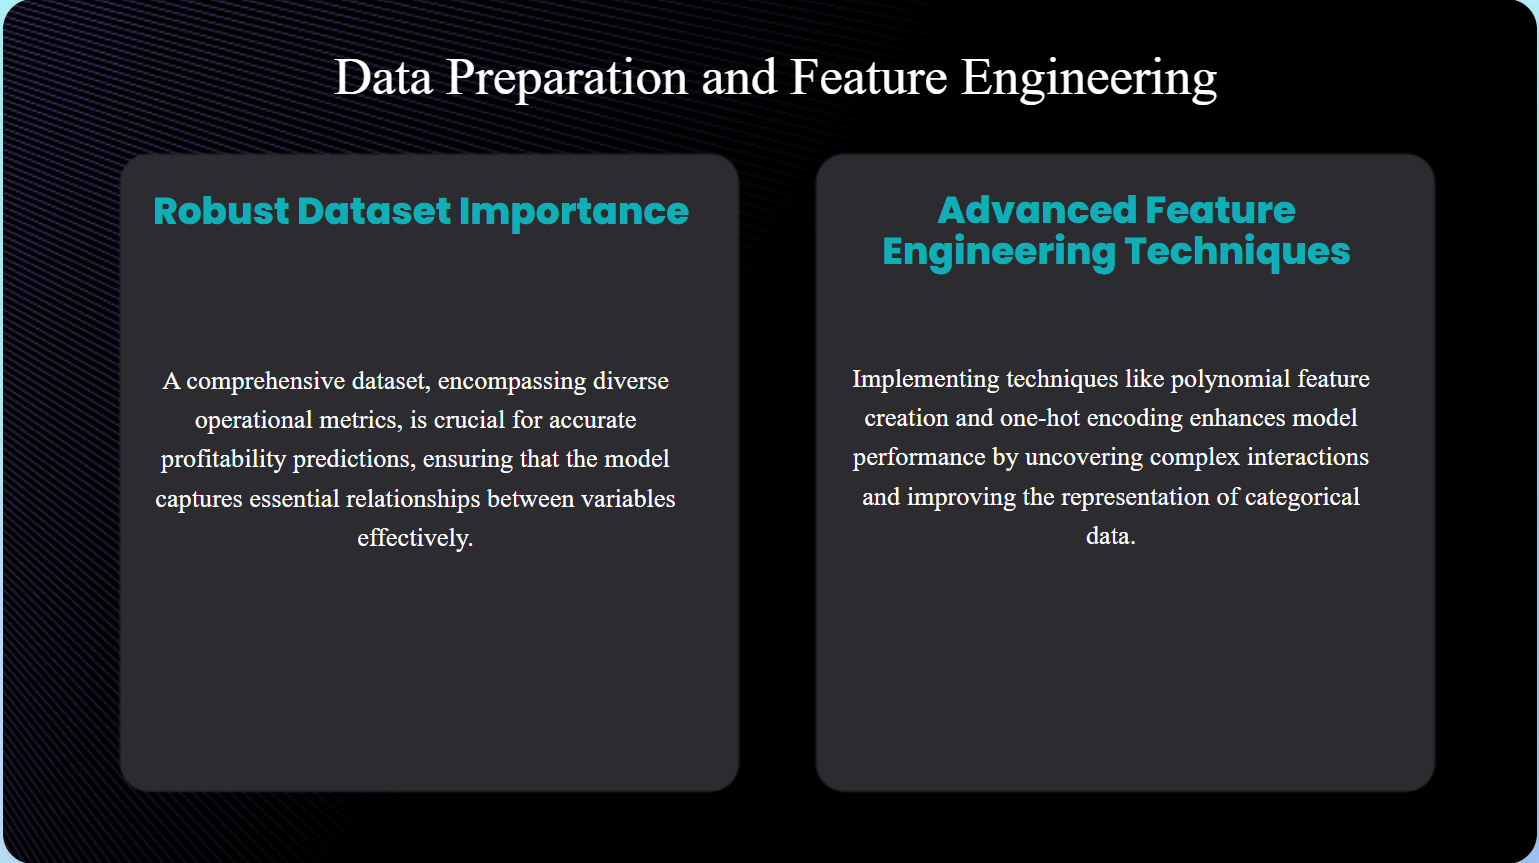 Data Preparation and Feature Engineering
Robust Dataset Importance
A comprehensive dataset, encompassing diverse
operational metrics, is crucial for accurate
profitability predictions, ensuring that the model
captures essential relationships between variables
effectively.
Advanced Feature
Engineering Techniques
Implementing techniques like polynomial feature
creation and one-hot encoding enhances model
performance by uncovering complex interactions
and improving the representation of categorical
data.